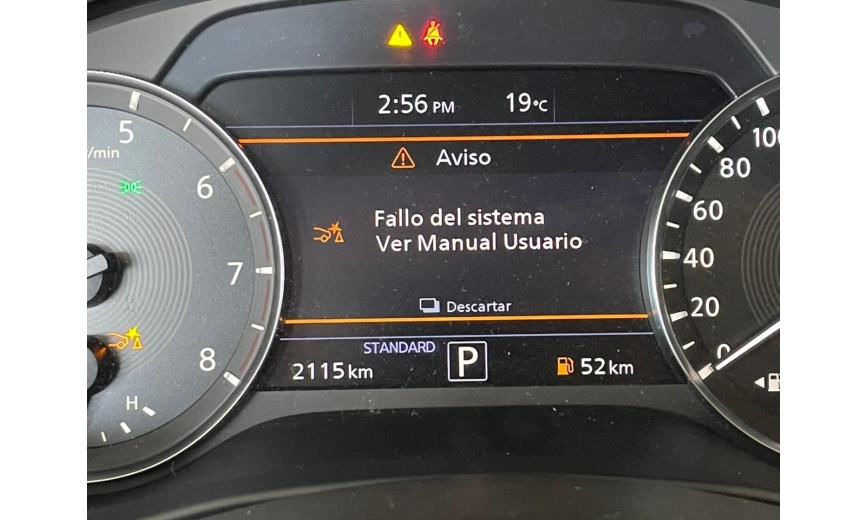 2:56 PM 19°C
Aviso
5
/min
6
7
8
H
Fallo del sistema
Ver Manual Usuario
Descartar
STANDARD
2115 km
P
52 km
100
80
60
40
20
0